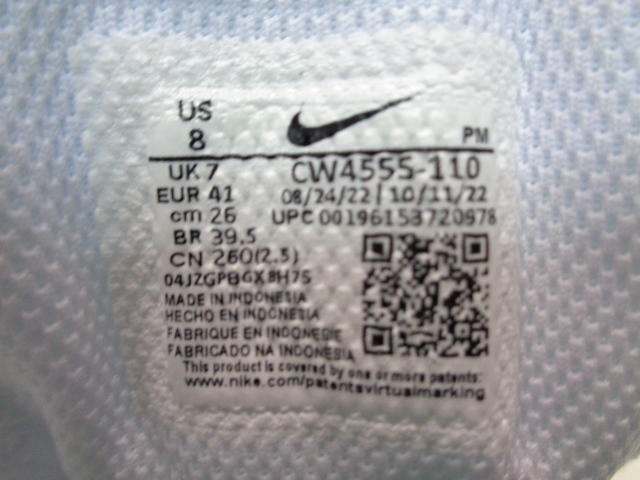 US
8
PM
UK 7
CW4555-110
EUR 41
08/24/22 | 10/11/22
cm 26
UPC 00196153720978
BR 39.5
CN 260(2.5)
04JZGPBGX8H7S
MADE IN INDONESIA
HECHO EN INDONESIA
FABRIQUE EN INDONESIE
FABRICADO NA INDONESIA
This product is covered by one or more patents:
www.nike.com/patentsvirtualmarking